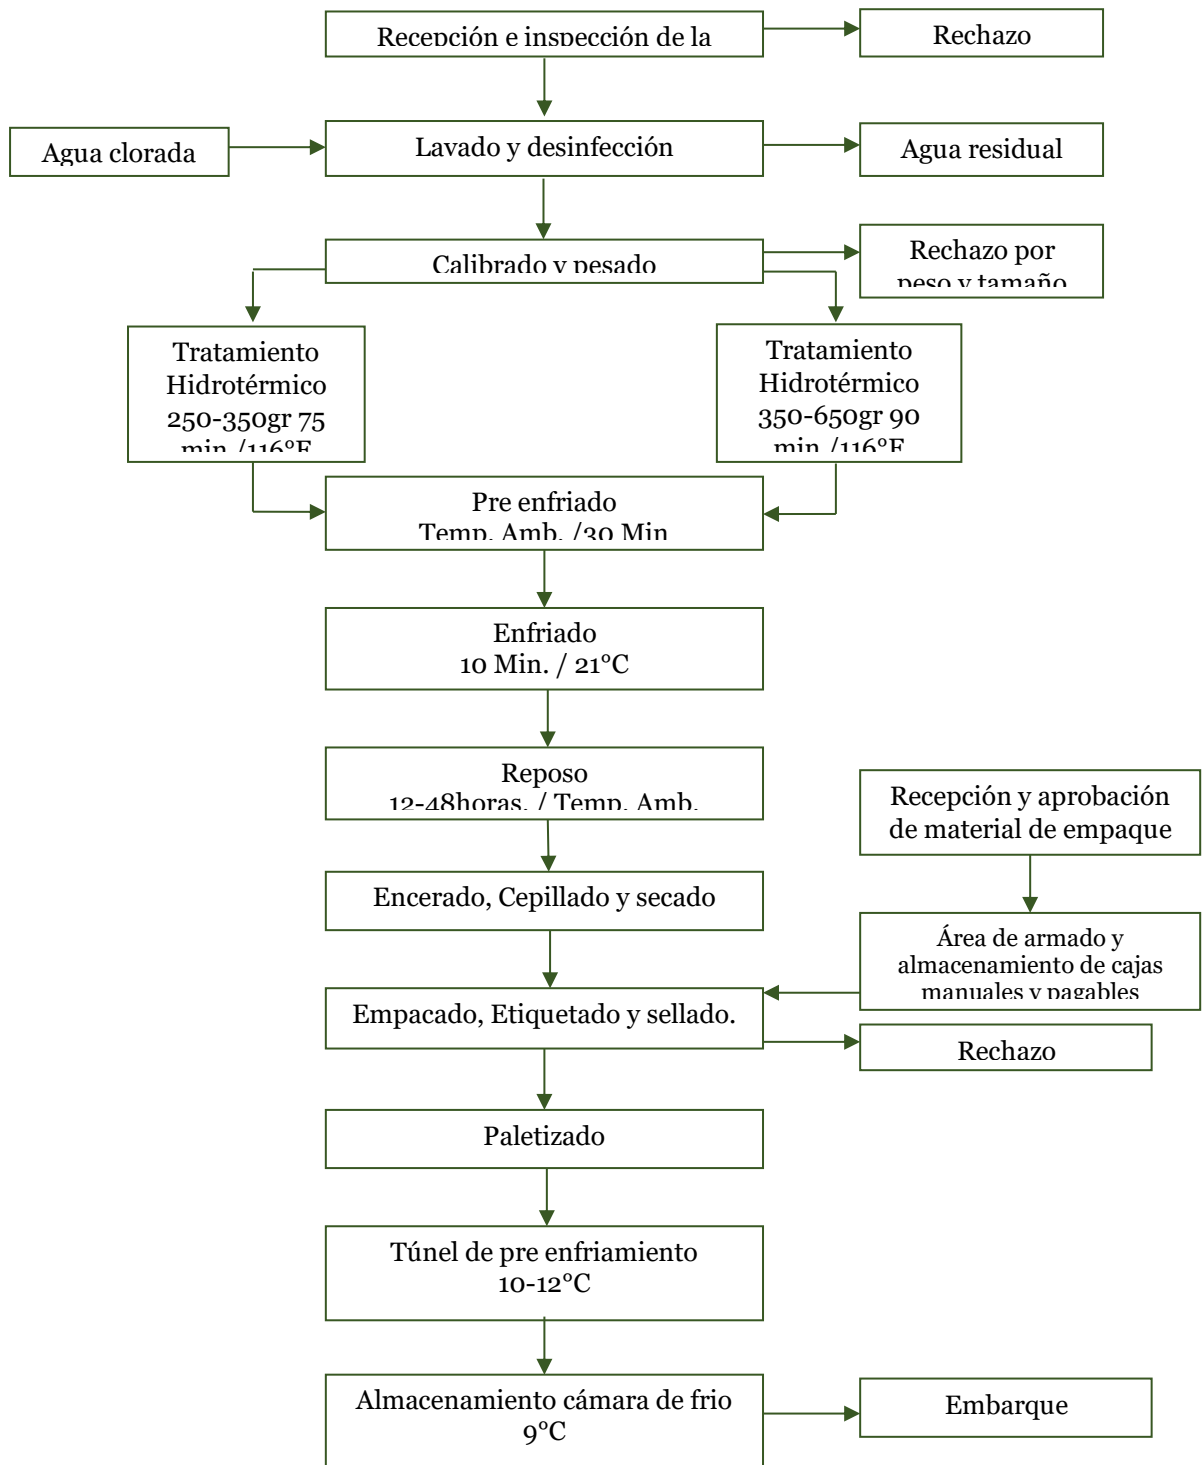 Recepción e inspección de la
Rechazo
Agua clorada
Lavado y desinfección
Agua residual
Calibrado y pesado
Rechazo por
peso y tamaño
Tratamiento
Hidrotérmico
250-350gr 75
min /116°F
Tratamiento
Hidrotérmico
350-650gr 90
min /116°F
Pre enfriado
Temp. Amb. /30 Min
Enfriado
10 Min. / 21°C
Reposo
12-48horas. / Temp. Amb.
Recepción y aprobación
de material de empaque
Encerado, Cepillado y secado
Área de armado y
almacenamiento de cajas
manuales y pagables
Empacado, Etiquetado y sellado.
Rechazo
Paletizado
Túnel de pre enfriamiento
10-12°C
Almacenamiento cámara de frio
9°C
Embarque